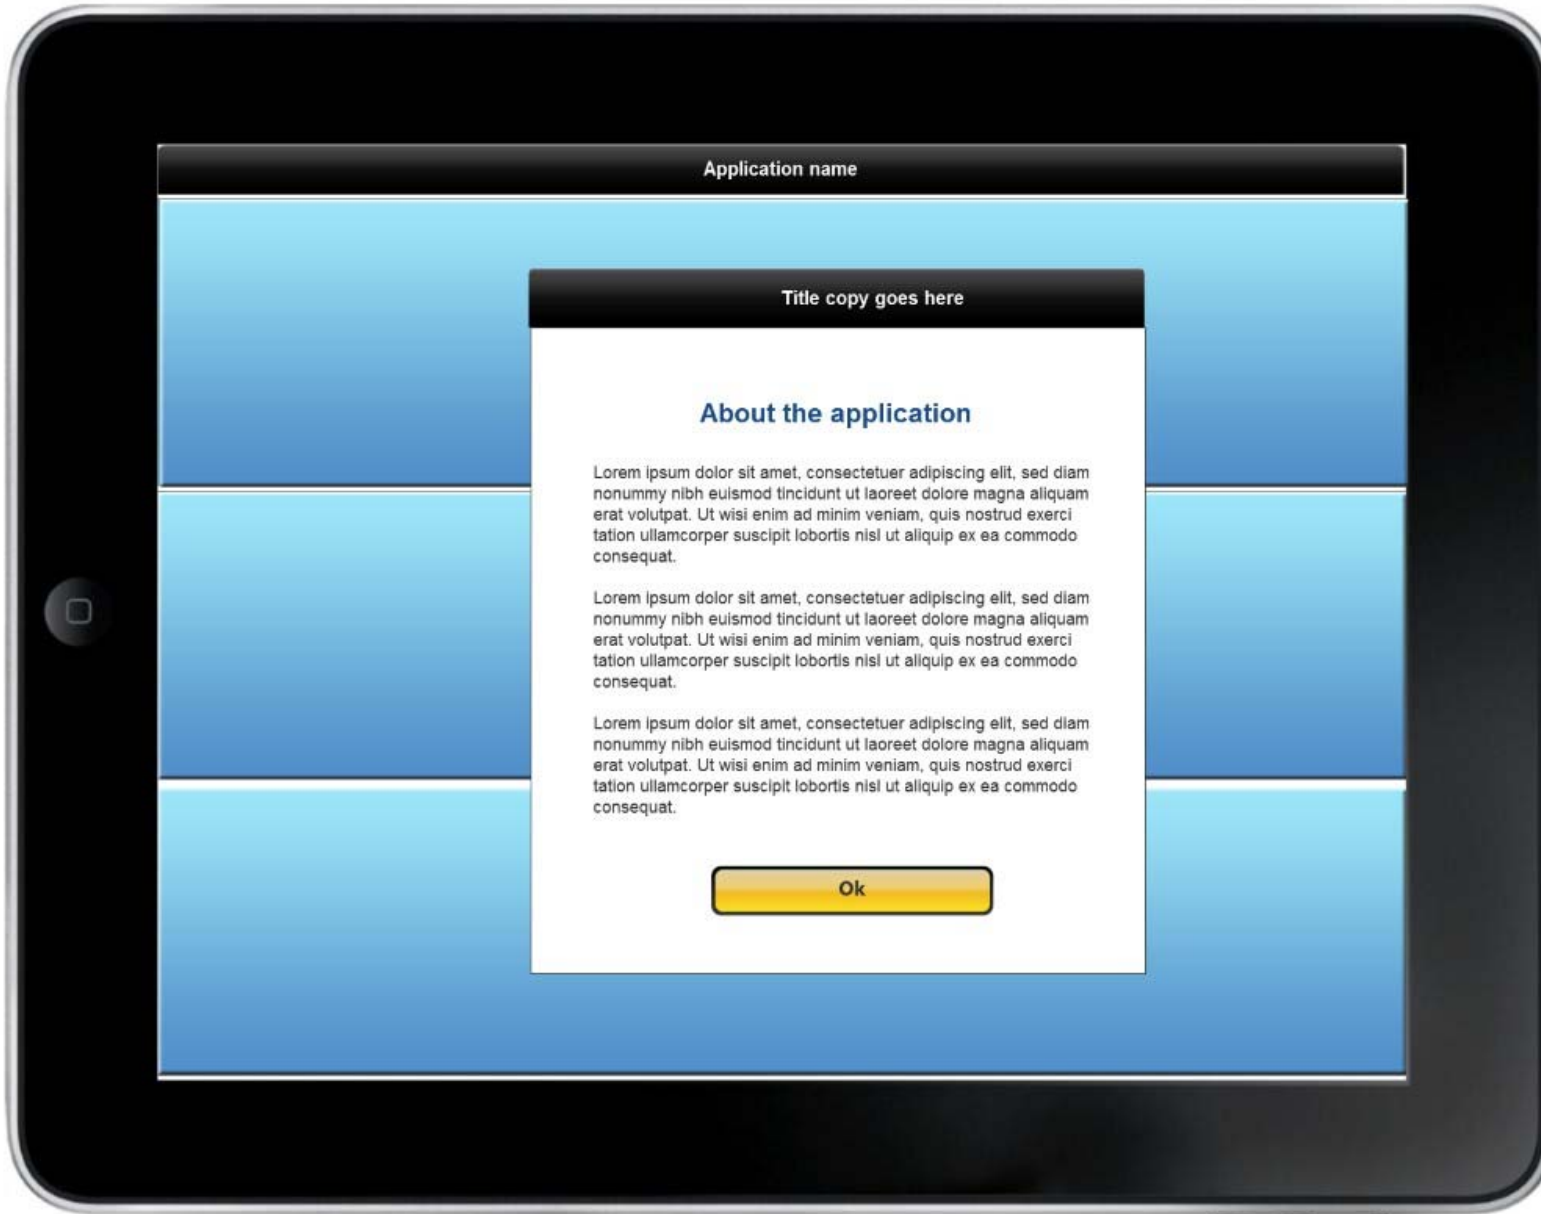 Application name
Title copy goes here
About the application
Lorem ipsum dolor sit amet, consectetuer adipiscing elit, sed diam
nonummy nibh euismod tincidunt ut laoreet dolore magna aliquam
erat volutpat. Ut wisi enim ad minim veniam, quis nostrud exerci
tation ullamcorper suscipit lobortis nisl ut aliquip ex ea commodo
consequat.
Lorem ipsum dolor sit amet, consectetuer adipiscing elit, sed diam
nonummy nibh euismod tincidunt ut laoreet dolore magna aliquam
erat volutpat. Ut wisi enim ad minim veniam, quis nostrud exerci
tation ullamcorper suscipit lobortis nisl ut aliquip ex ea commodo
consequat.
Lorem ipsum dolor sit amet, consectetuer adipiscing elit, sed diam
nonummy nibh euismod tincidunt ut laoreet dolore magna aliquam
erat volutpat. Ut wisi enim ad minim veniam, quis nostrud exerci
tation ullamcorper suscipit lobortis nisl ut aliquip ex ea commodo
consequat.
Ok